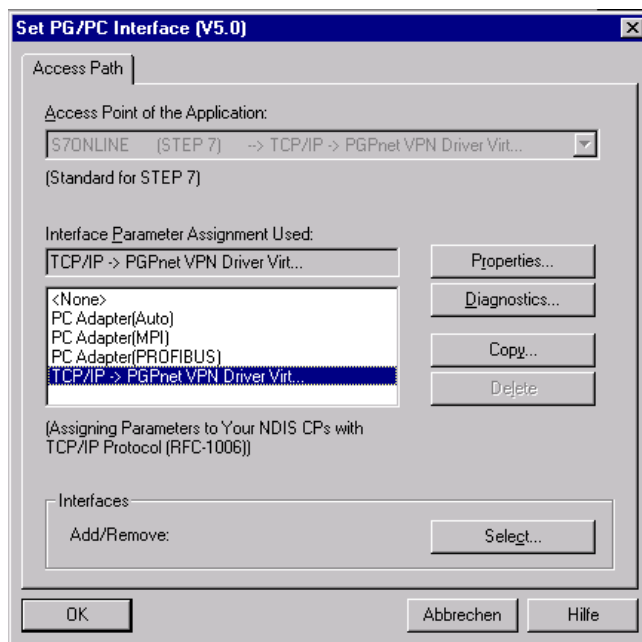 Set PG/PC Interface (V5.0)
Access Path
Access Point of the Application:
S7ONLINE (STEP 7) --> TCP/IP -> PGPnet VPN Driver Virt...
(Standard for STEP 7)
Interface Parameter Assignment Used:
TCP/IP -> PGPnet VPN Driver Virt...
Properties...
<None>
PC Adapter(Auto)
PC Adapter(MPI)
PC Adapter(PROFIBUS)
TCP/IP -> PGPnet VPN Driver Virt...
Diagnostics...
Copy...
Delete
(Assigning Parameters to Your NDIS CPs with
TCP/IP Protocol (RFC-1006))
Interfaces
Add/Remove:
Select...
OK
Abbrechen
Hilfe